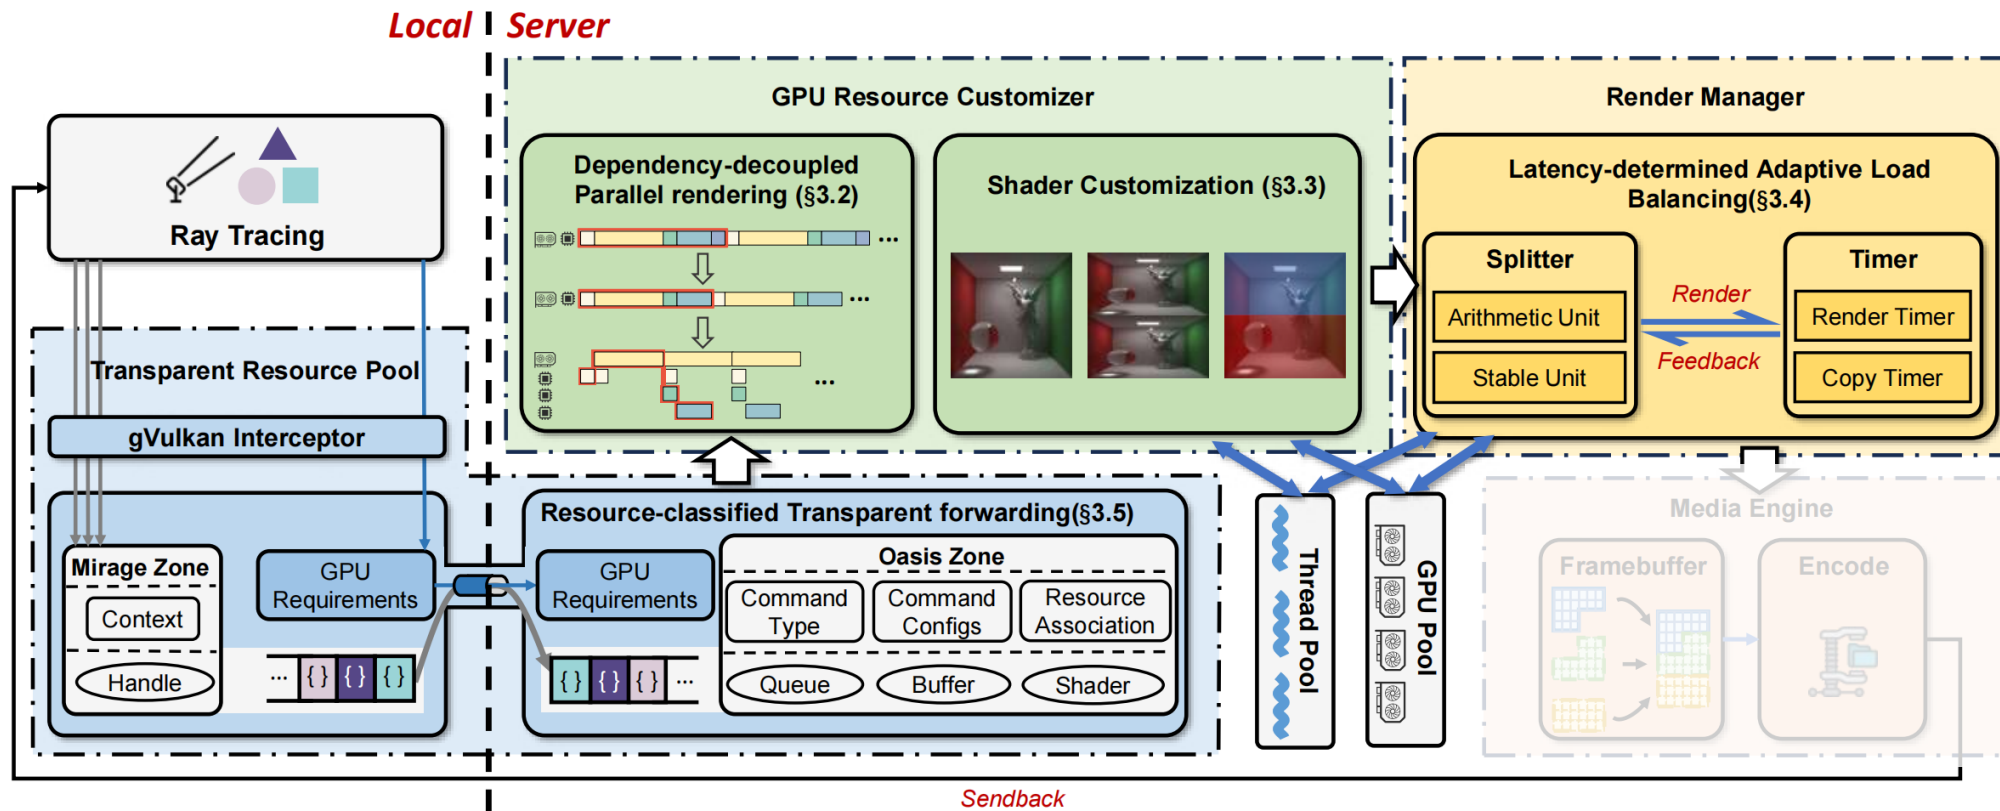 Local
Server
GPU Resource Customizer
Render Manager
Ray Tracing
Dependency-decoupled
Parallel rendering (§3.2)
...
...
...
Shader Customization (§3.3)
Latency-determined Adaptive Load
Balancing(§3.4)
Splitter
Arithmetic Unit
Stable Unit
Render
Feedback
Timer
Render Timer
Copy Timer
Transparent Resource Pool
gVulkan Interceptor
Mirage Zone
Context
Handle
GPU
Requirements
... { } { } { }
Resource-classified Transparent forwarding(§3.5)
GPU
Requirements
{ } { } { } ...
Oasis Zone
Command
Type
Command
Configs
Resource
Association
Queue
Buffer
Shader
Thread Pool
GPU Pool
Media Engine
Framebuffer
Encode
Sendback